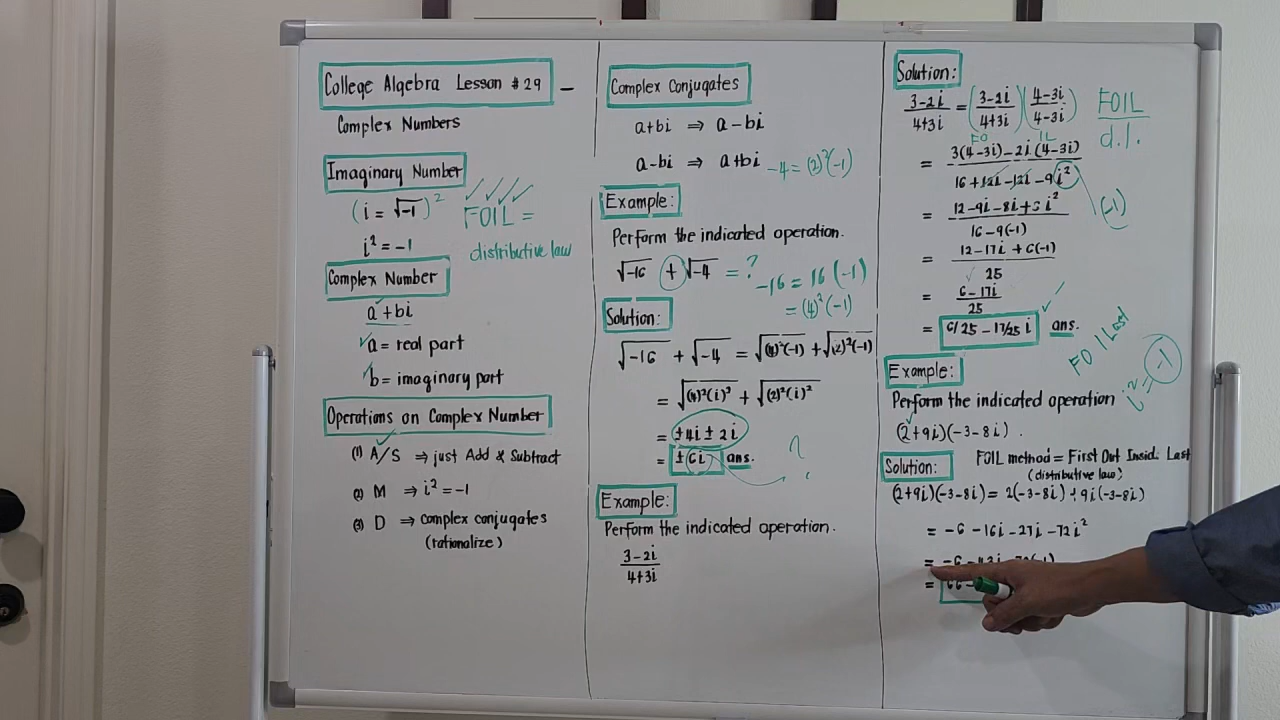 College Algebra Lesson #29 –
Complex Numbers
Imaginary Number
(i = √-1)²
i² = -1
FOIL =
distributive law
Complex Number
a + bi
a = real part
b = imaginary part
Operations on Complex Number
(1) A/S ⇒ just Add & Subtract
(2) M ⇒ i² = -1
(3) D ⇒ complex conjugates
(rationalize)
Complex Conjugates
a+bi ⇒ a-bi
a-bi ⇒ a+bi
-4 = (2)²(-1)
Example:
Perform the indicated operation.
√-16 + √-4 = ?
-16 = 16(-1)
= (4)²(-1)
Solution:
√-16 + √-4 = √(4)²(-1) + √(2)²(-1)
= √(4)²(i)² + √(2)²(i)²
= ±4i ± 2i
= ±6i ans.
Example:
Perform the indicated operation.
3-2i
4+3i
Solution:
3-2i/4+3i = (3-2i/4+3i)(4-3i/4-3i)
FOIL
d.l.
FO IL
= 3(4-3i)-2i(4-3i)
16+12i-12i-9i²
(-1)
= 12-9i-8i+6i²
16-9(-1)
= 12-17i+6(-1)
25
= 6-17i
25
= 6/25 - 17/25 i ans.
FOI Last
i² = -1
Example:
Perform the indicated operation
(2+9i)(-3-8i).
Solution:
FOIL method = First Out Insid. Last
(distributive law)
(2+9i)(-3-8i) = 2(-3-8i)+9i(-3-8i)
= -6-16i-27i-72i²
= -6-43i-72(-1)
= 66-